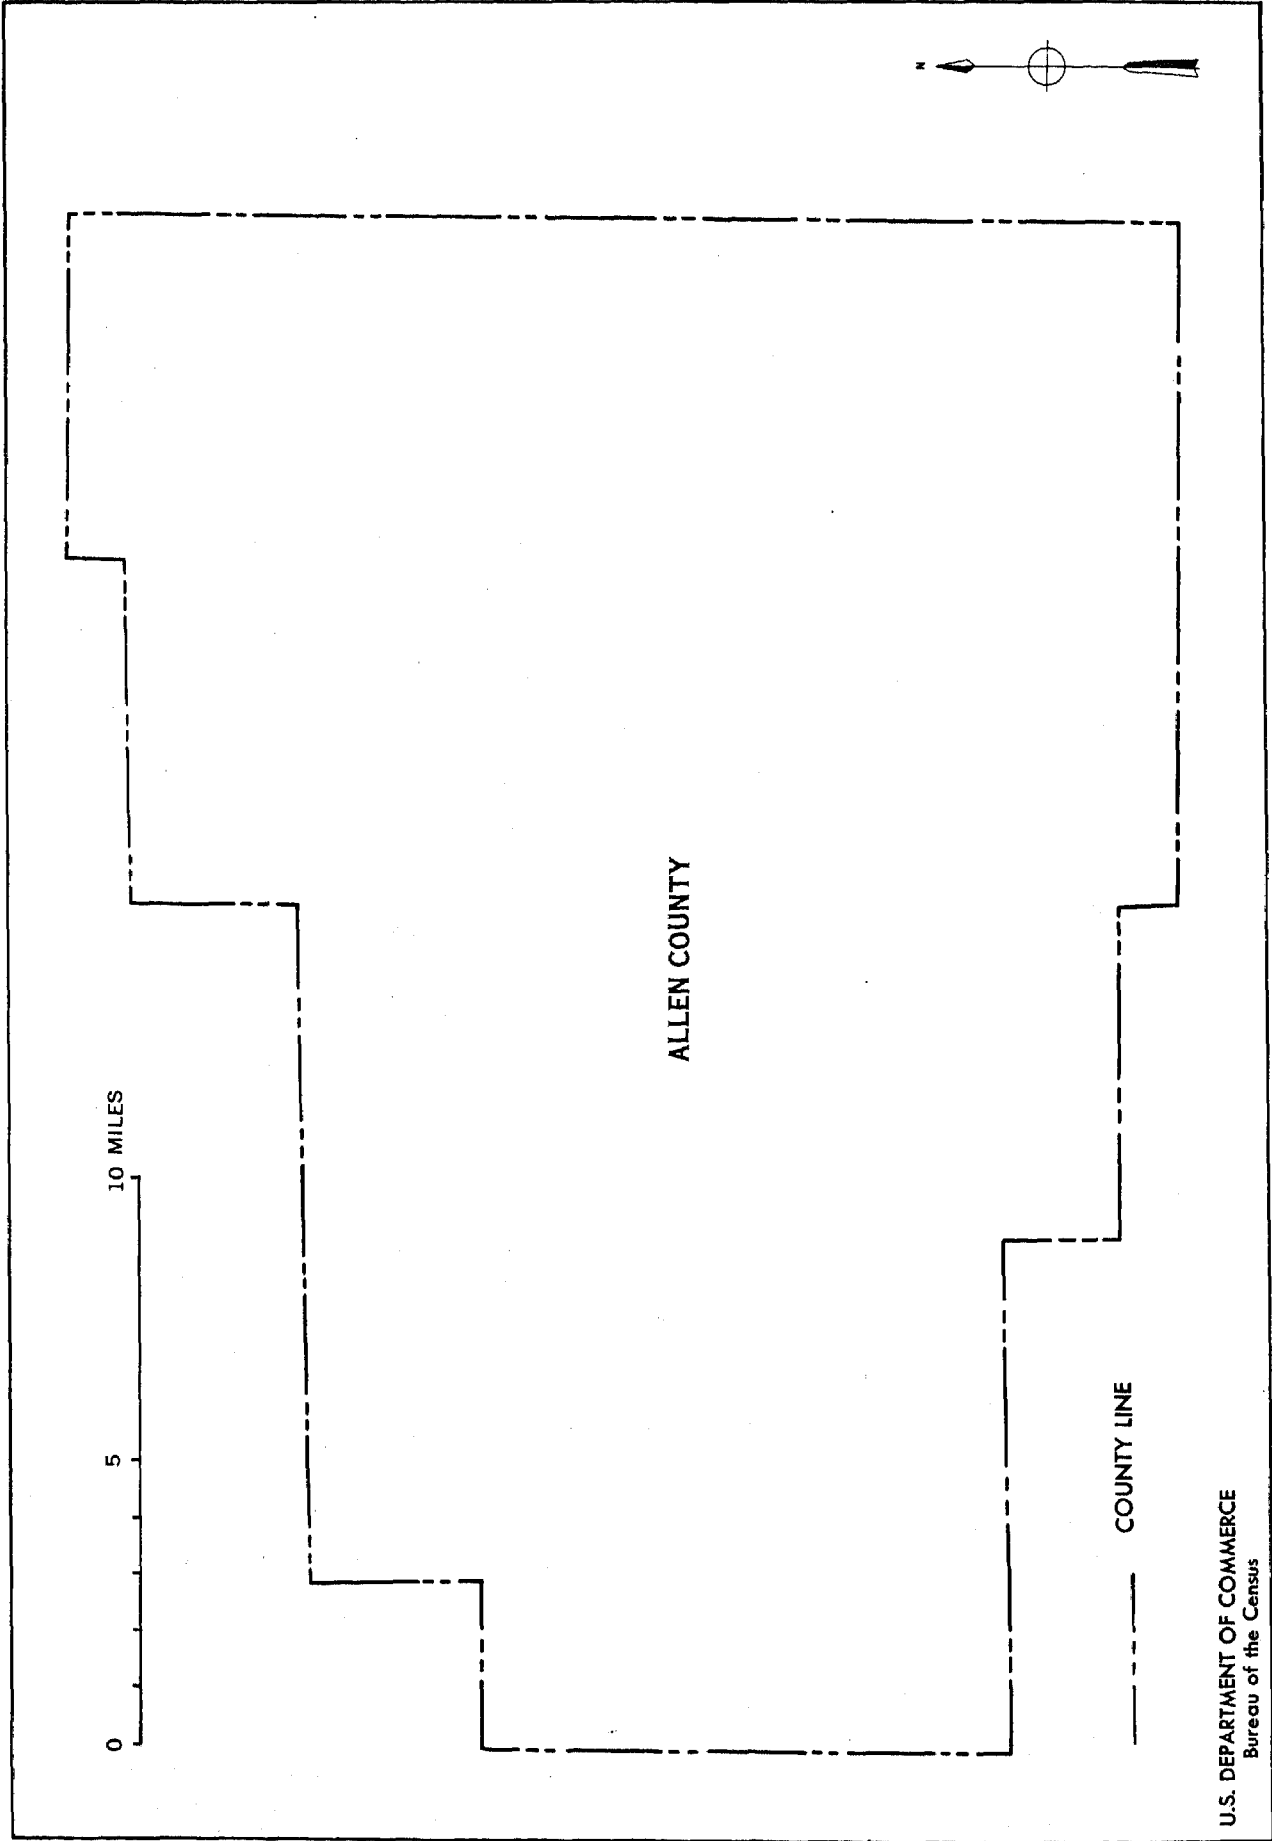 N
0 5 10 MILES
ALLEN COUNTY
COUNTY LINE
U.S. DEPARTMENT OF COMMERCE
Bureau of the Census